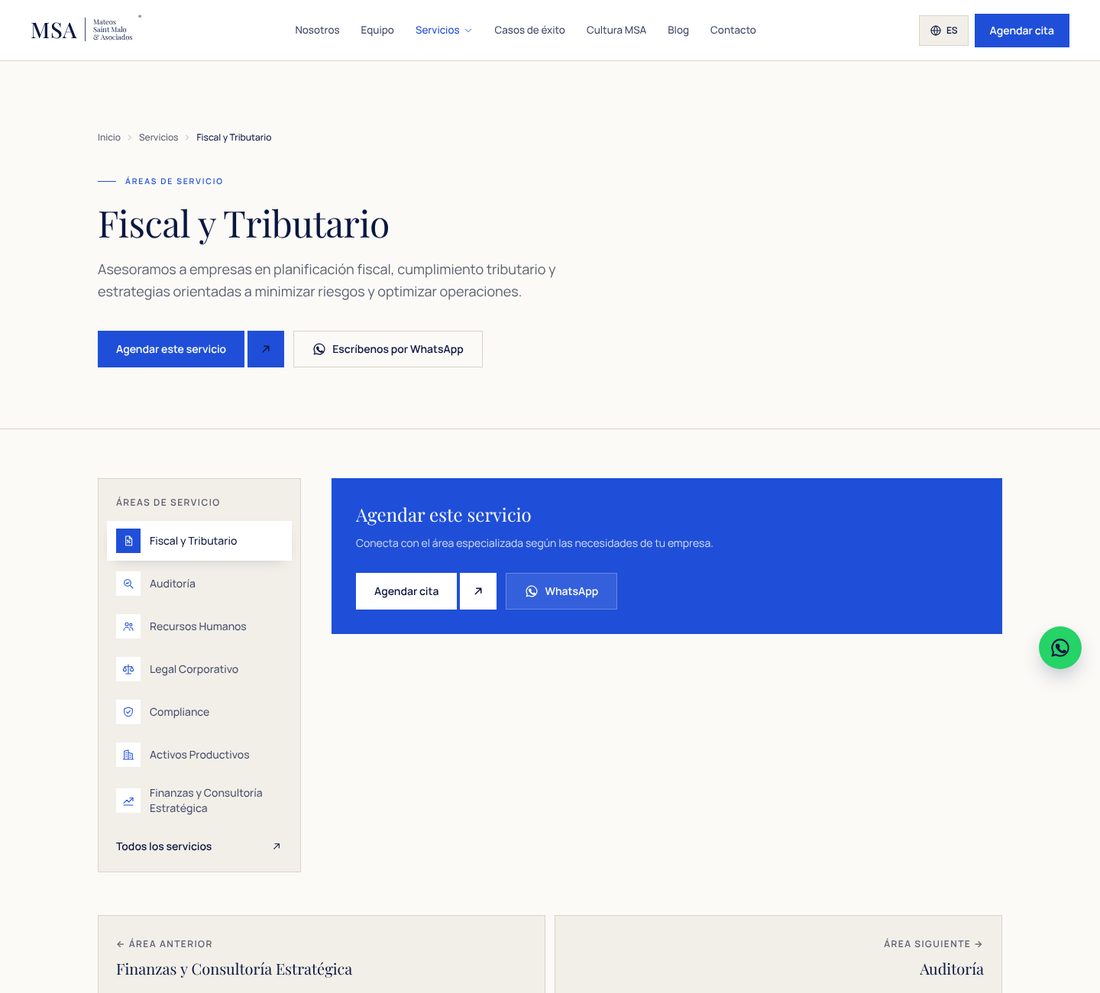 MSA
Mateos
Saint Malo
& Asociados
Nosotros
Equipo
Servicios
Casos de éxito
Cultura MSA
Blog
Contacto
ES
Agendar cita
Inicio
Servicios
Fiscal y Tributario
ÁREAS DE SERVICIO
Fiscal y Tributario
Asesoramos a empresas en planificación fiscal, cumplimiento tributario y
estrategias orientadas a minimizar riesgos y optimizar operaciones.
Agendar este servicio
Escríbenos por WhatsApp
ÁREAS DE SERVICIO
Fiscal y Tributario
Auditoría
Recursos Humanos
Legal Corporativo
Compliance
Activos Productivos
Finanzas y Consultoría
Estratégica
Todos los servicios
Agendar este servicio
Conecta con el área especializada según las necesidades de tu empresa.
Agendar cita
WhatsApp
← ÁREA ANTERIOR
Finanzas y Consultoría Estratégica
ÁREA SIGUIENTE →
Auditoría